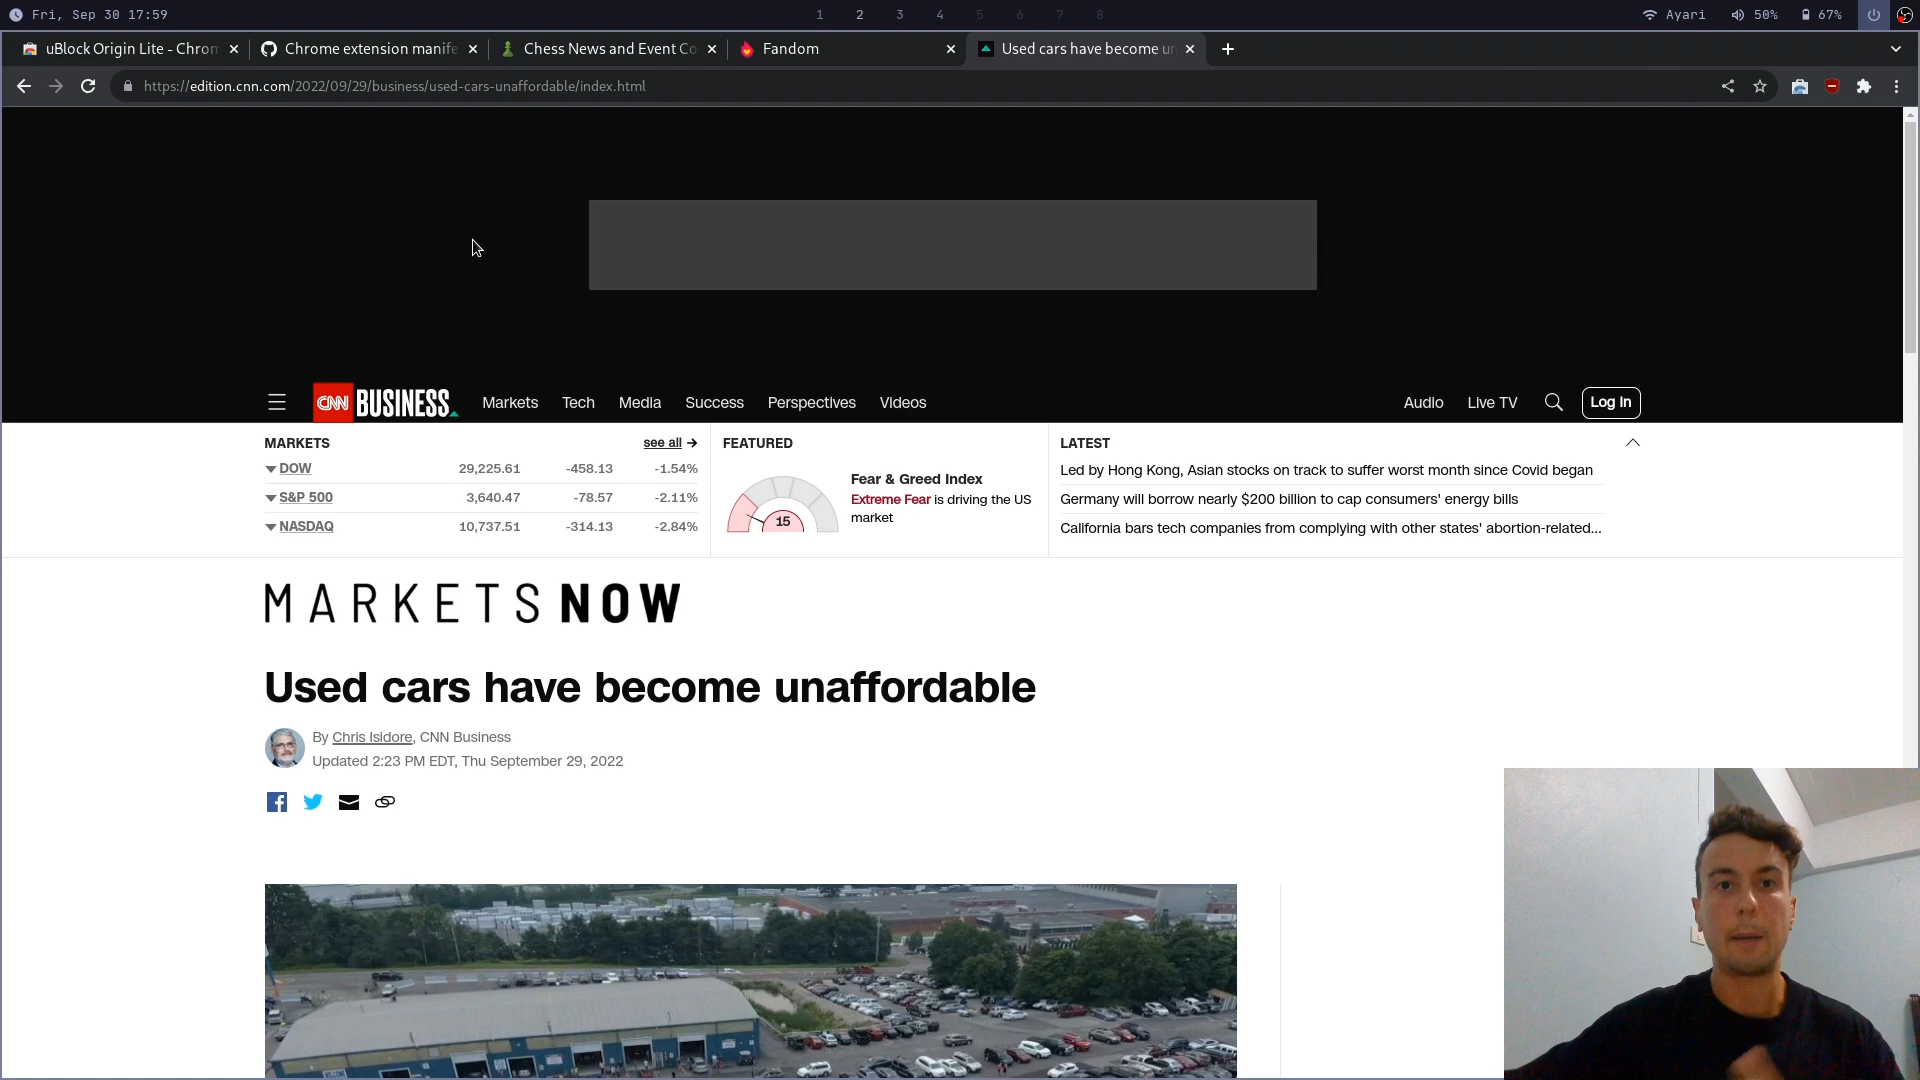 Fri, Sep 30 17:59
1 2 3 4 5 6 7 8
Ayari 50% 67%
uBlock Origin Lite - Chrom
Chrome extension manife
Chess News and Event Co
Fandom
Used cars have become un
https://edition.cnn.com/2022/09/29/business/used-cars-unaffordable/index.html
CNN BUSINESS
Markets Tech Media Success Perspectives Videos
Audio Live TV Log In
MARKETS see all →
DOW 29,225.61 -458.13 -1.54%
S&P 500 3,640.47 -78.57 -2.11%
NASDAQ 10,737.51 -314.13 -2.84%
FEATURED
15
Fear & Greed Index
Extreme Fear is driving the US
market
LATEST
Led by Hong Kong, Asian stocks on track to suffer worst month since Covid began
Germany will borrow nearly $200 billion to cap consumers' energy bills
California bars tech companies from complying with other states' abortion-related...
MARKETS NOW
Used cars have become unaffordable
By Chris Isidore, CNN Business
Updated 2:23 PM EDT, Thu September 29, 2022